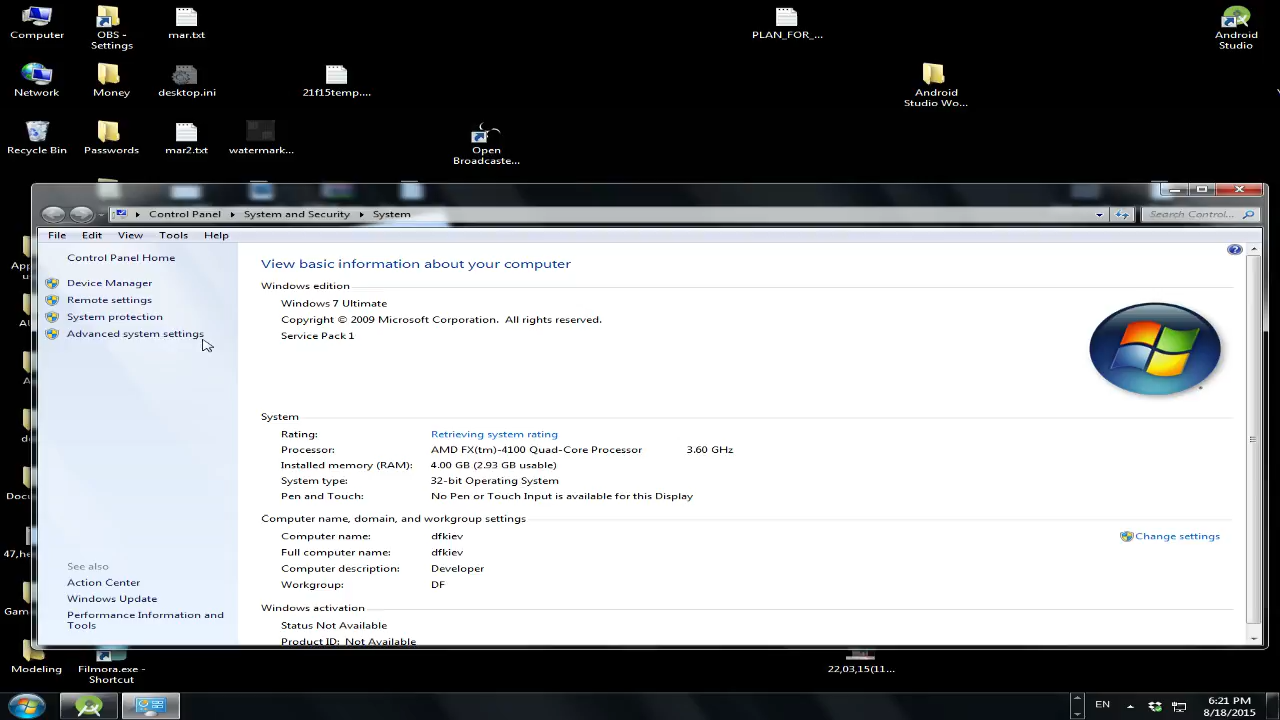 Computer
OBS -
Settings
mar.txt
PLAN_FOR_...
Android
Studio
Network
Money
desktop.ini
21f15temp....
Android
Studio Wo...
Recycle Bin
Passwords
mar2.txt
watermark...
Open
Broadcaste...
Control Panel
System and Security
System
Search Control...
File
Edit
View
Tools
Help
Control Panel Home
Device Manager
Remote settings
System protection
Advanced system settings
View basic information about your computer
Windows edition
Windows 7 Ultimate
Copyright © 2009 Microsoft Corporation. All rights reserved.
Service Pack 1
System
Rating: Retrieving system rating
Processor: AMD FX(tm)-4100 Quad-Core Processor 3.60 GHz
Installed memory (RAM): 4.00 GB (2.93 GB usable)
System type: 32-bit Operating System
Pen and Touch: No Pen or Touch Input is available for this Display
Computer name, domain, and workgroup settings
Computer name: dfkiev
Change settings
Full computer name: dfkiev
Computer description: Developer
Workgroup: DF
Windows activation
Status Not Available
Product ID: Not Available
See also
Action Center
Windows Update
Performance Information and
Tools
Modeling
Filmora.exe -
Shortcut
22,03,15(11...
EN
6:21 PM
8/18/2015